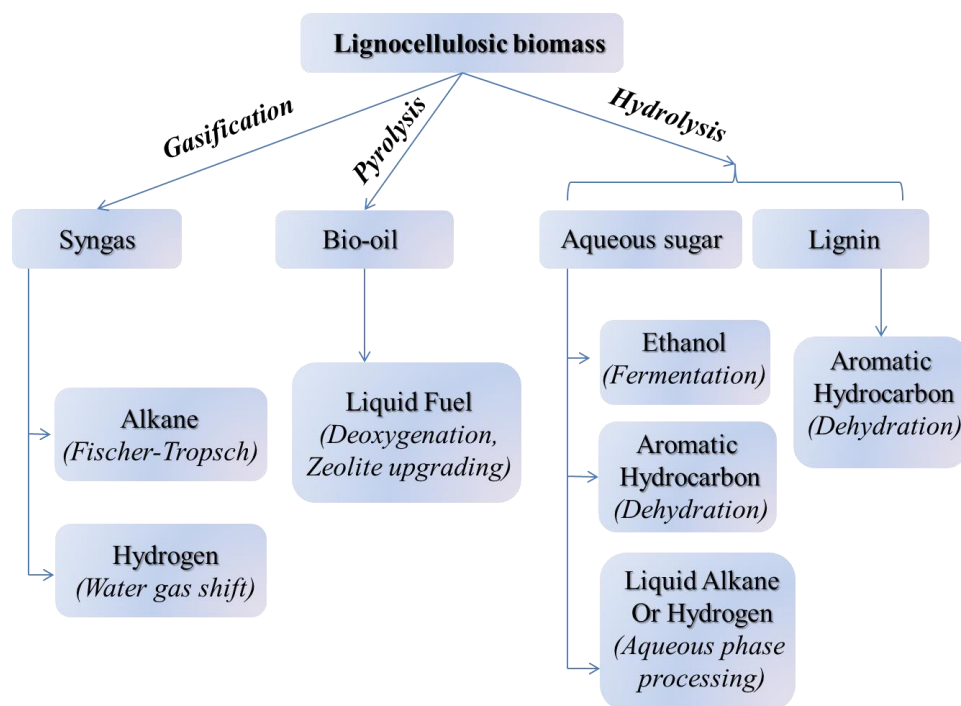 Lignocellulosic biomass
Gasification
Pyrolysis
Hydrolysis
Syngas
Bio-oil
Aqueous sugar
Lignin
Alkane
(Fischer-Tropsch)
Hydrogen
(Water gas shift)
Liquid Fuel
(Deoxygenation,
Zeolite upgrading)
Ethanol
(Fermentation)
Aromatic
Hydrocarbon
(Dehydration)
Liquid Alkane
Or Hydrogen
(Aqueous phase
processing)
Aromatic
Hydrocarbon
(Dehydration)